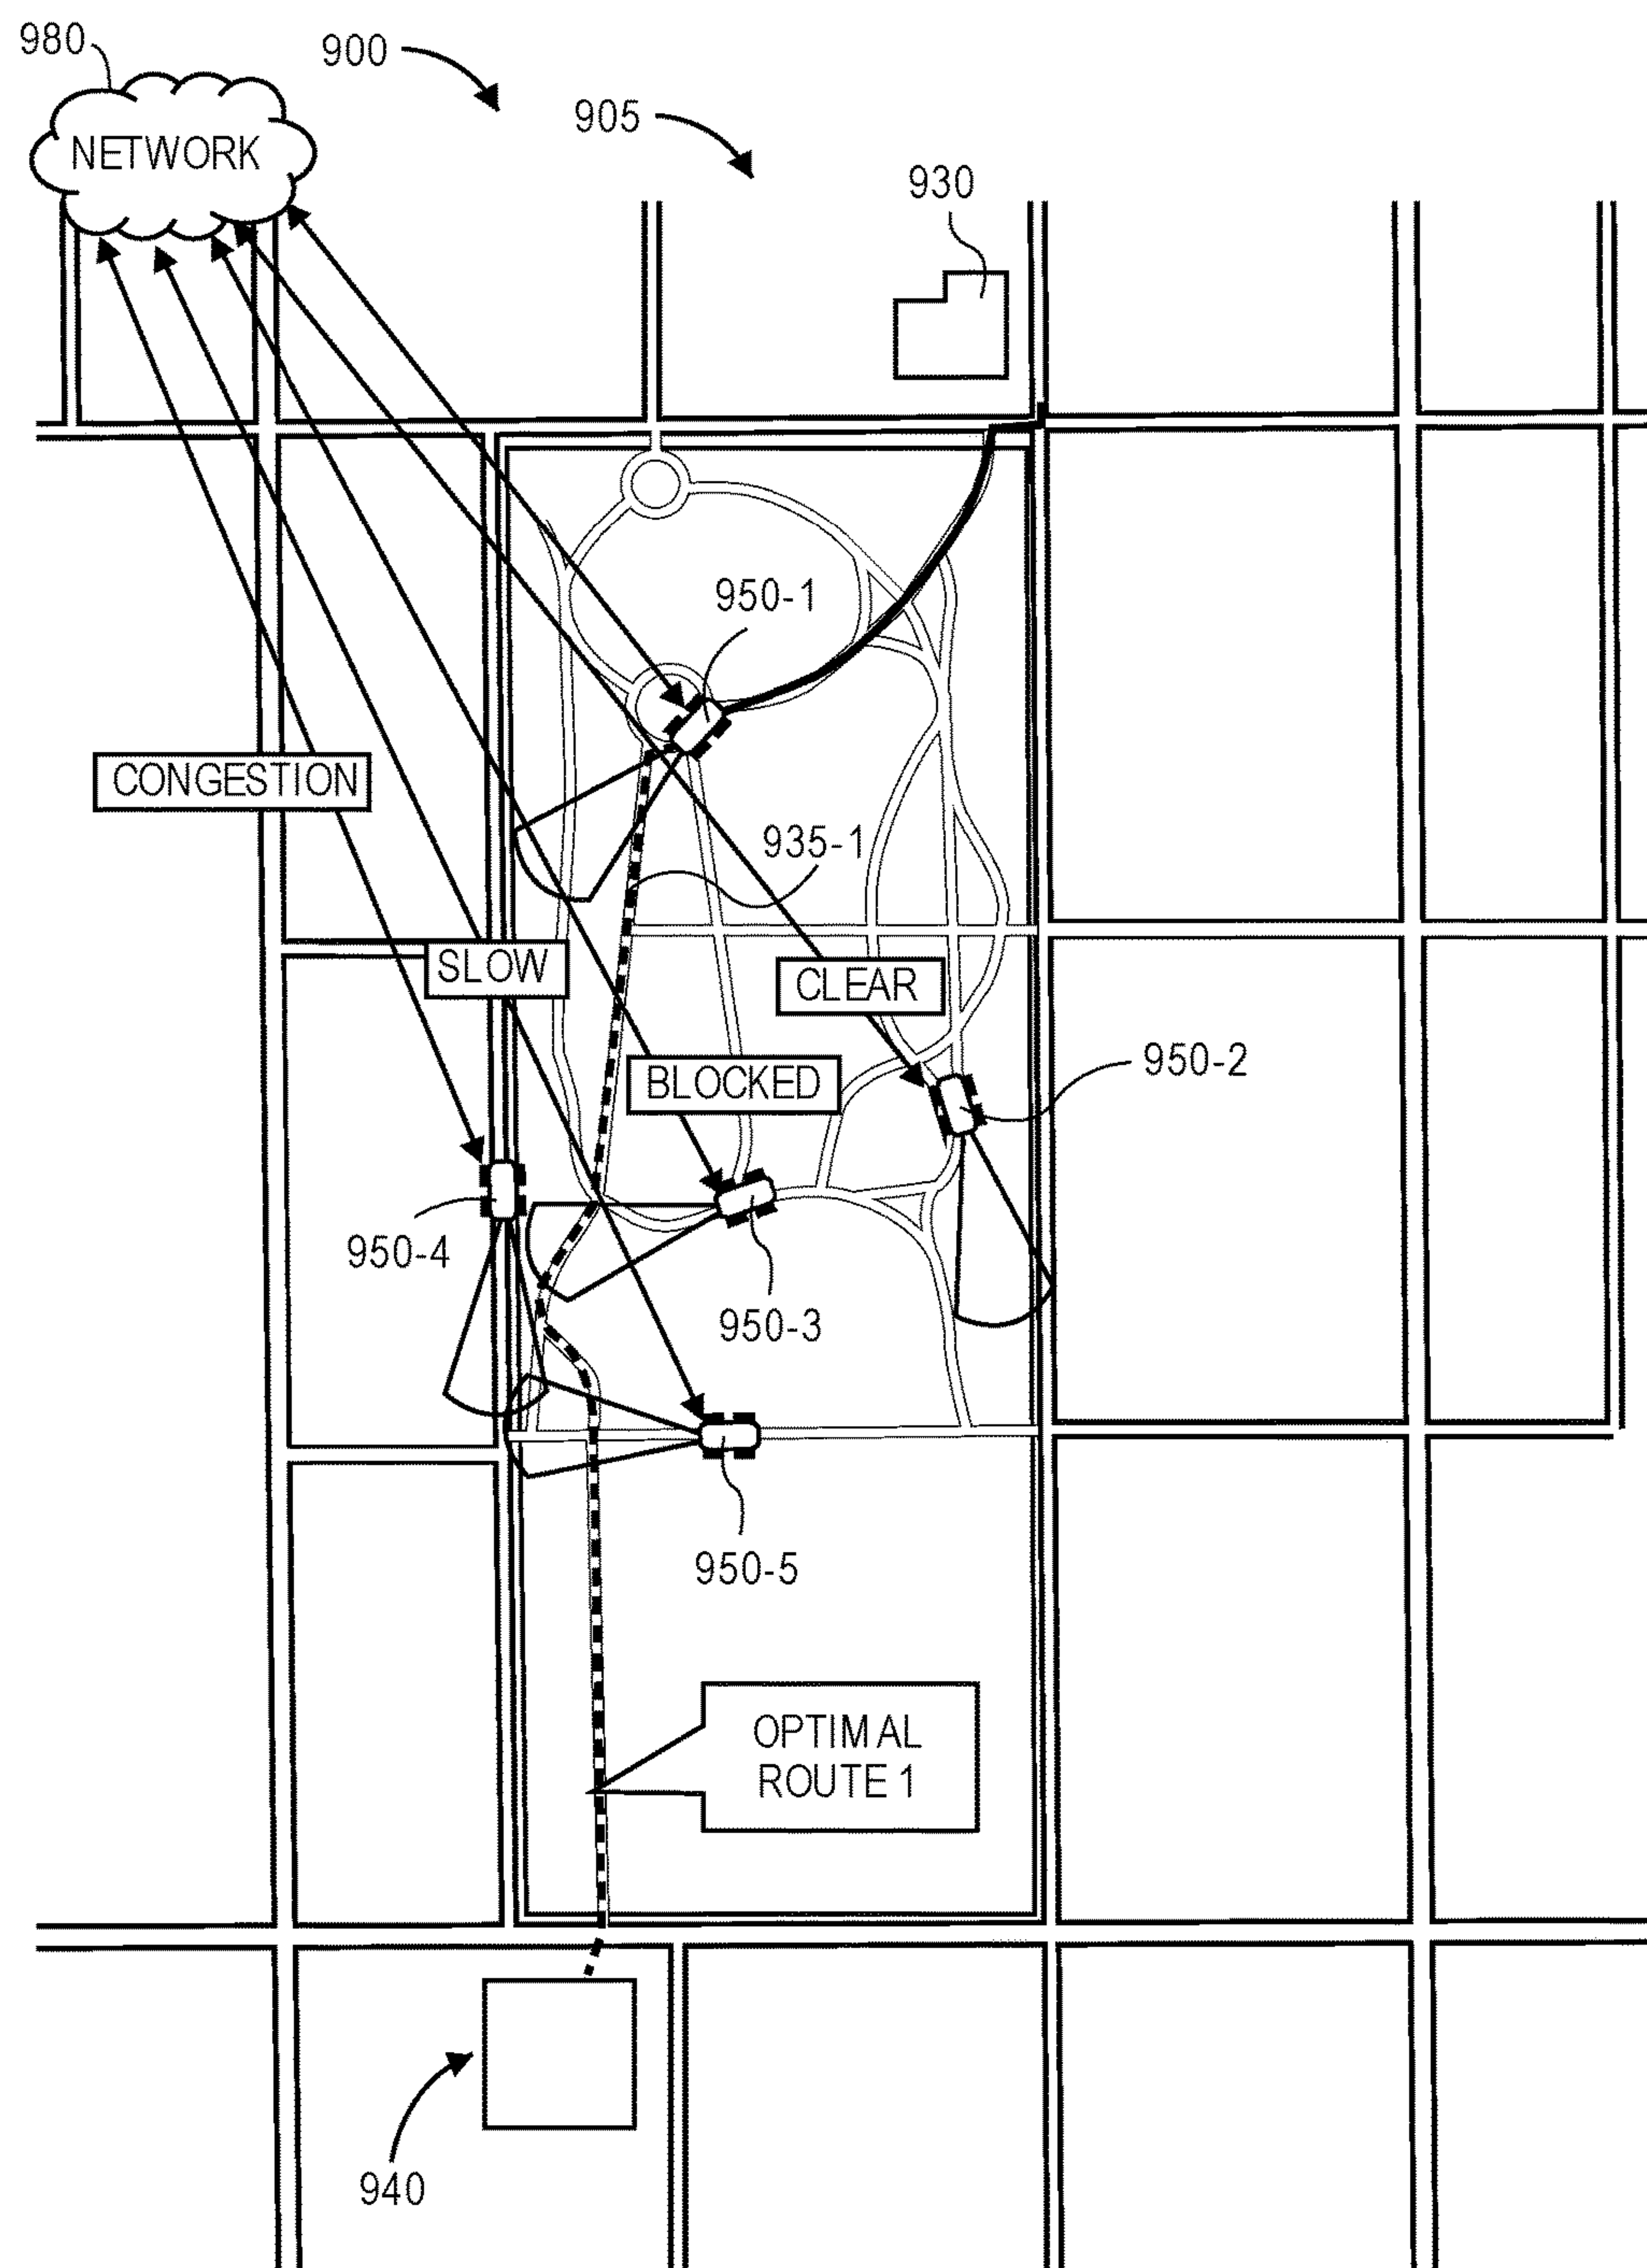 980
900
905
NETWORK
930
950-1
CONGESTION
935-1
SLOW
CLEAR
950-2
BLOCKED
950-4
950-3
950-5
OPTIMAL
ROUTE 1
940